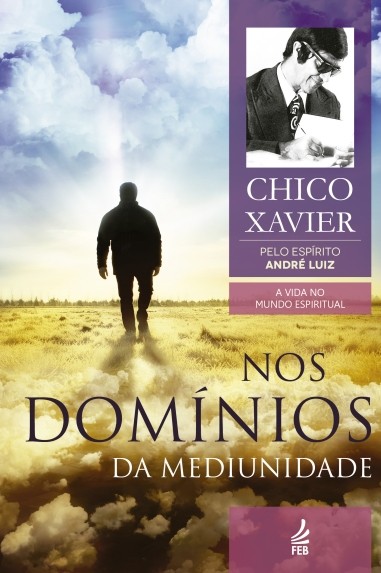 CHICO
XAVIER
PELO ESPÍRITO
ANDRÉ LUIZ
A VIDA NO
MUNDO ESPIRITUAL
NOS
DOMÍNIOS
DA MEDIUNIDADE
FEB